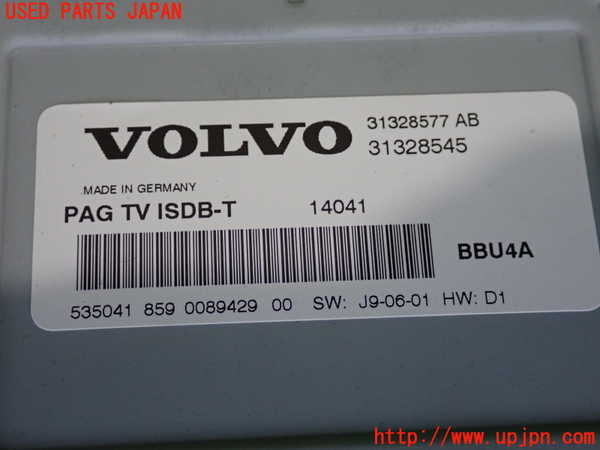 USED PARTS JAPAN
VOLVO
31328577 AB
31328545
MADE IN GERMANY
PAG TV ISDB-T 14041
BBU4A
535041 859 0089429 00 SW: J9-06-01 HW: D1
http://www.upjpn.com/